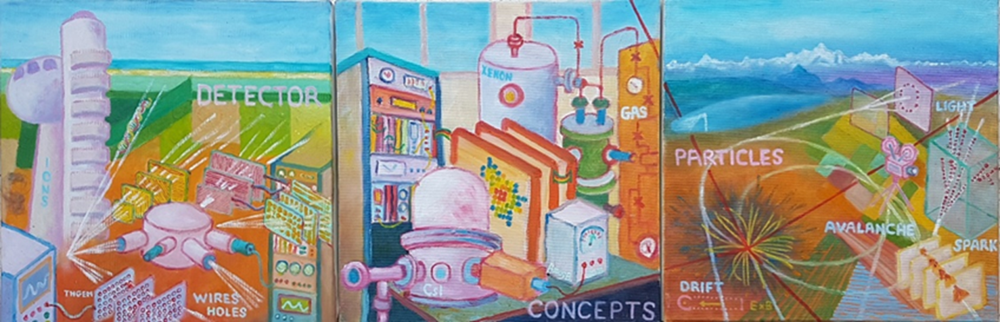 DETECTOR
IONS
THGEM
WIRES
HOLES
XENON
GAS
CsI
CONCEPTS
LIGHT
PARTICLES
AVALANCHE
SPARK
DRIFT
E×B